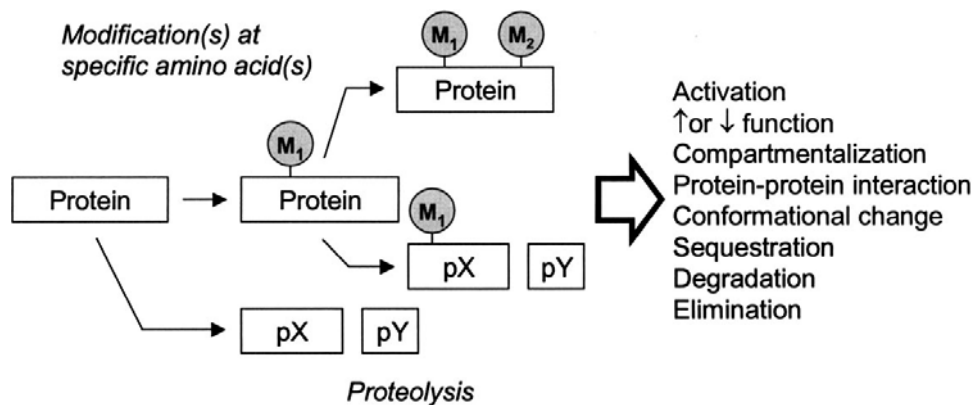 Modification(s) at
specific amino acid(s)
M1
M2
Protein
M1
Protein
Protein
M1
pX
pY
pX
pY
Proteolysis
Activation
↑or ↓ function
Compartmentalization
Protein-protein interaction
Conformational change
Sequestration
Degradation
Elimination